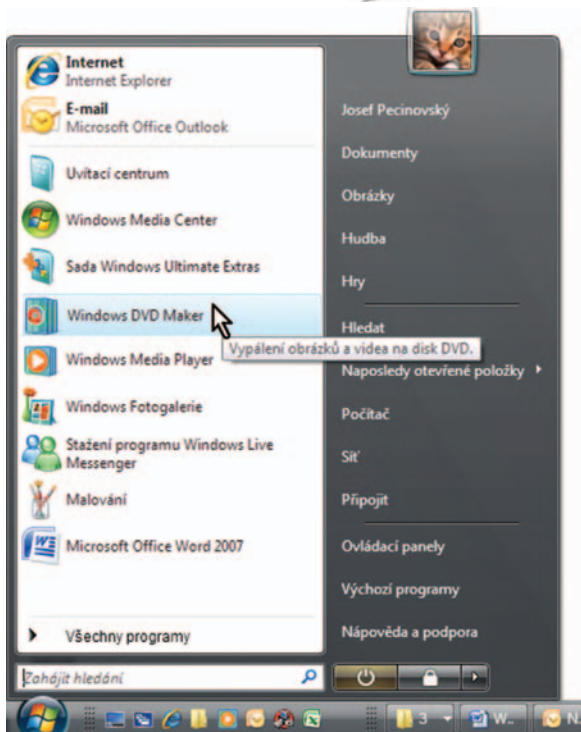 Internet
Internet Explorer
E-mail
Microsoft Office Outlook
Uvítací centrum
Windows Media Center
Sada Windows Ultimate Extras
Windows DVD Maker
Vypálení obrázků a videa na disk DVD.
Windows Media Player
Windows Fotogalerie
Stažení programu Windows Live
Messenger
Malování
Microsoft Office Word 2007
Všechny programy
Zahájit hledání
Josef Pecinovský
Dokumenty
Obrázky
Hudba
Hry
Hledat
Naposledy otevřené položky
Počítač
Síť
Připojit
Ovládací panely
Výchozí programy
Nápověda a podpora
3
W..
N.